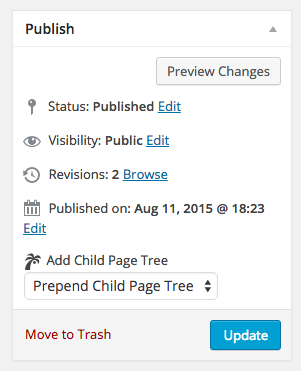 Publish
Preview Changes
Status: Published Edit
Visibility: Public Edit
Revisions: 2 Browse
Published on: Aug 11, 2015 @ 18:23
Edit
Add Child Page Tree
Prepend Child Page Tree
Move to Trash
Update